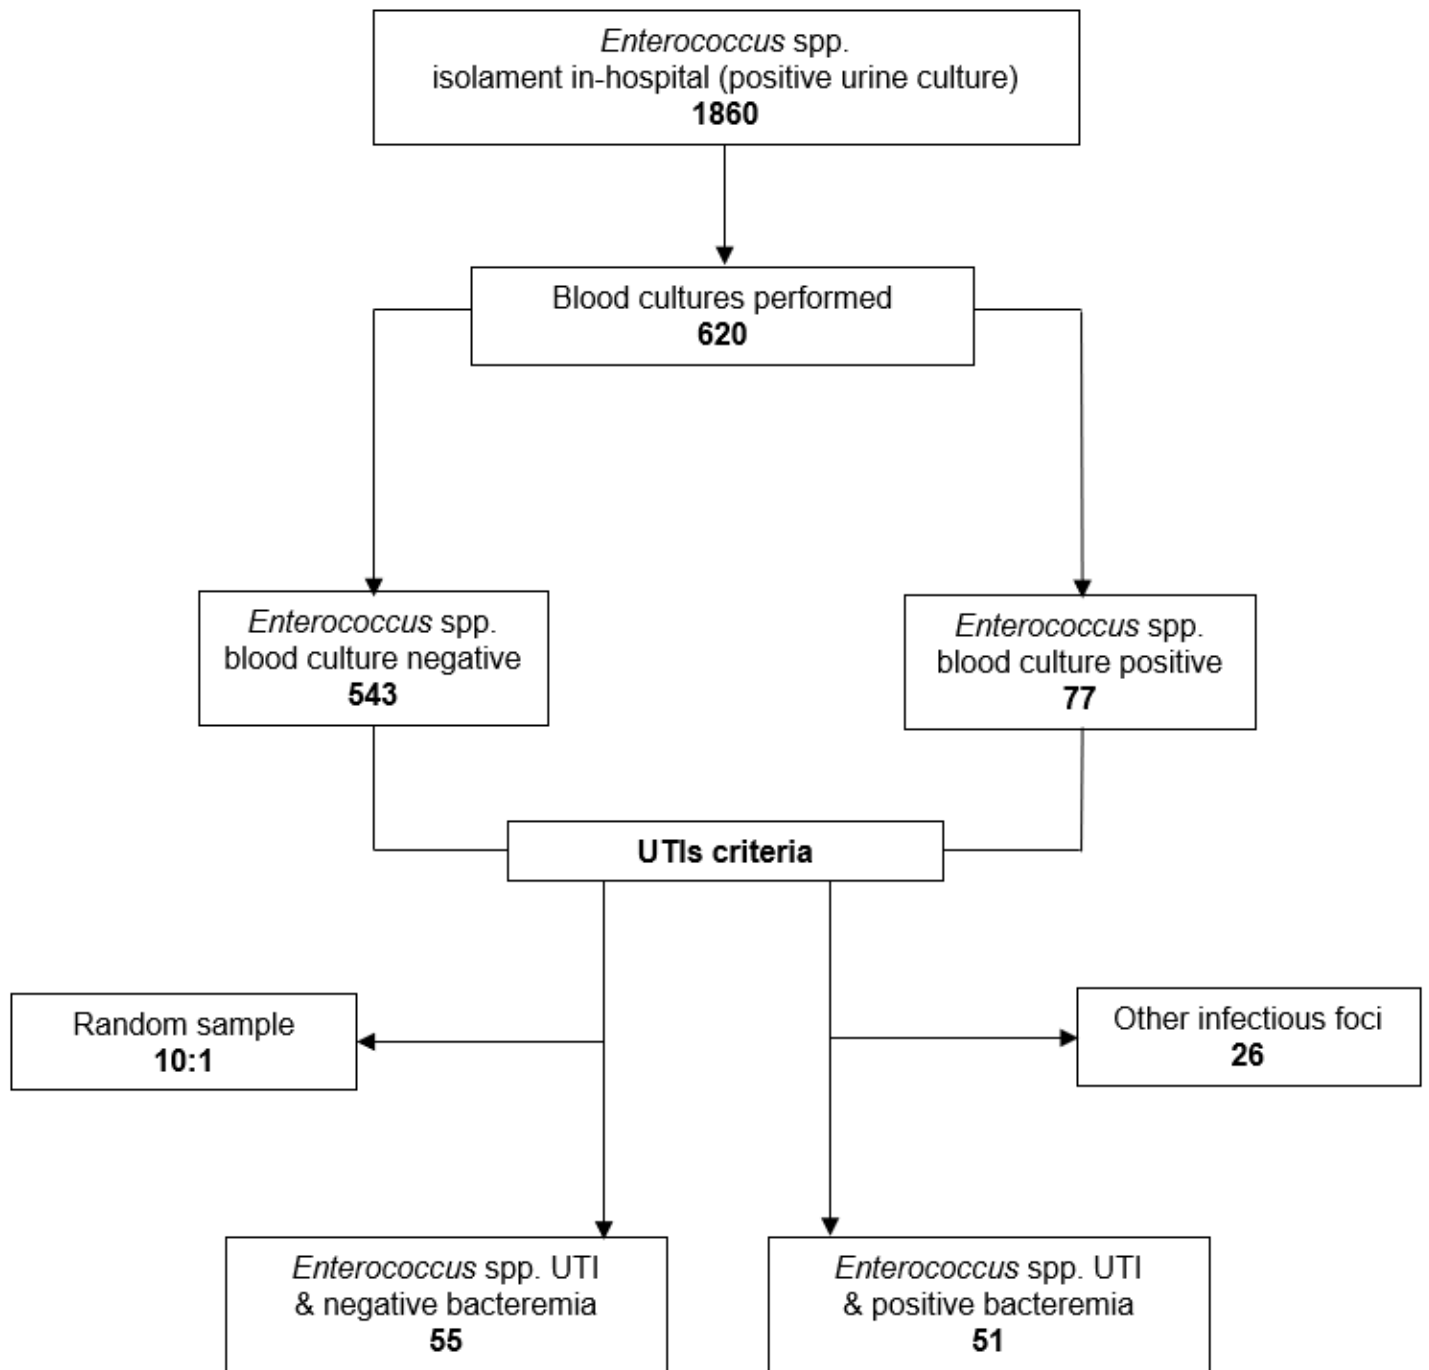 Enterococcus spp.
isolament in-hospital (positive urine culture)
1860
Blood cultures performed
620
Enterococcus spp.
blood culture negative
543
Enterococcus spp.
blood culture positive
77
UTIs criteria
Random sample
10:1
Other infectious foci
26
Enterococcus spp. UTI
& negative bacteremia
55
Enterococcus spp. UTI
& positive bacteremia
51